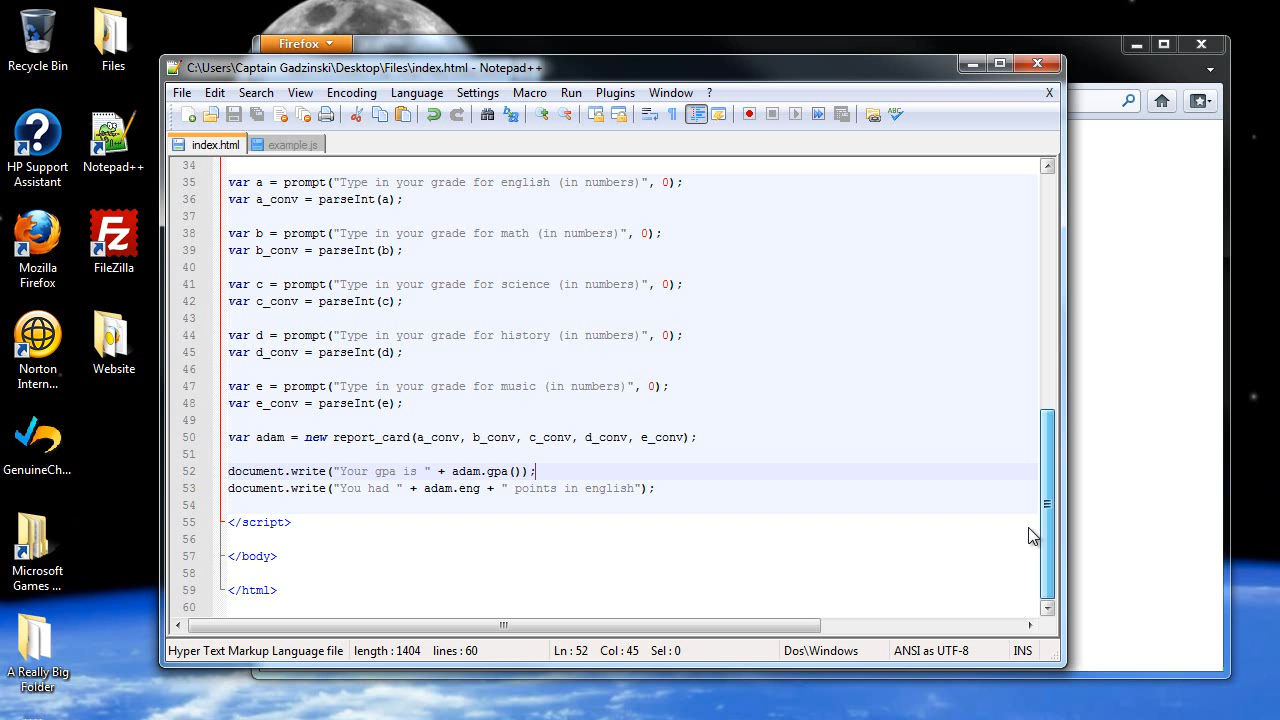 Recycle Bin
Files
HP Support
Assistant
Notepad++
Mozilla
Firefox
FileZilla
Norton
Intern...
Website
GenuineCh...
Microsoft
Games ...
A Really Big
Folder
Firefox
C:\Users\Captain Gadzinski\Desktop\Files\index.html - Notepad++
File Edit Search View Encoding Language Settings Macro Run Plugins Window ? X
index.html example.js
34
35 var a = prompt("Type in your grade for english (in numbers)", 0);
36 var a_conv = parseInt(a);
37
38 var b = prompt("Type in your grade for math (in numbers)", 0);
39 var b_conv = parseInt(b);
40
41 var c = prompt("Type in your grade for science (in numbers)", 0);
42 var c_conv = parseInt(c);
43
44 var d = prompt("Type in your grade for history (in numbers)", 0);
45 var d_conv = parseInt(d);
46
47 var e = prompt("Type in your grade for music (in numbers)", 0);
48 var e_conv = parseInt(e);
49
50 var adam = new report_card(a_conv, b_conv, c_conv, d_conv, e_conv);
51
52 document.write("Your gpa is " + adam.gpa());
53 document.write("You had " + adam.eng + " points in english");
54
55 </script>
56
57 </body>
58
59 </html>
60
Hyper Text Markup Language file length : 1404 lines : 60 Ln : 52 Col : 45 Sel : 0 Dos\Windows ANSI as UTF-8 INS